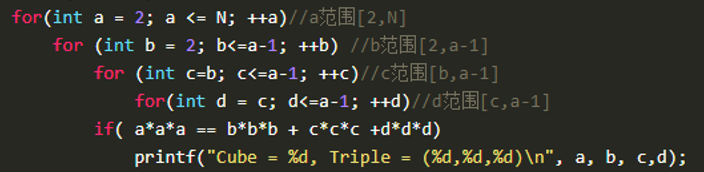 for(int a = 2; a <= N; ++a)//a范围[2,N]
for (int b = 2; b<=a-1; ++b) //b范围[2,a-1]
for (int c=b; c<=a-1; ++c)//c范围[b,a-1]
for(int d = c; d<=a-1; ++d)//d范围[c,a-1]
if( a*a*a == b*b*b + c*c*c +d*d*d)
printf("Cube = %d, Triple = (%d,%d,%d)\n", a, b, c,d);